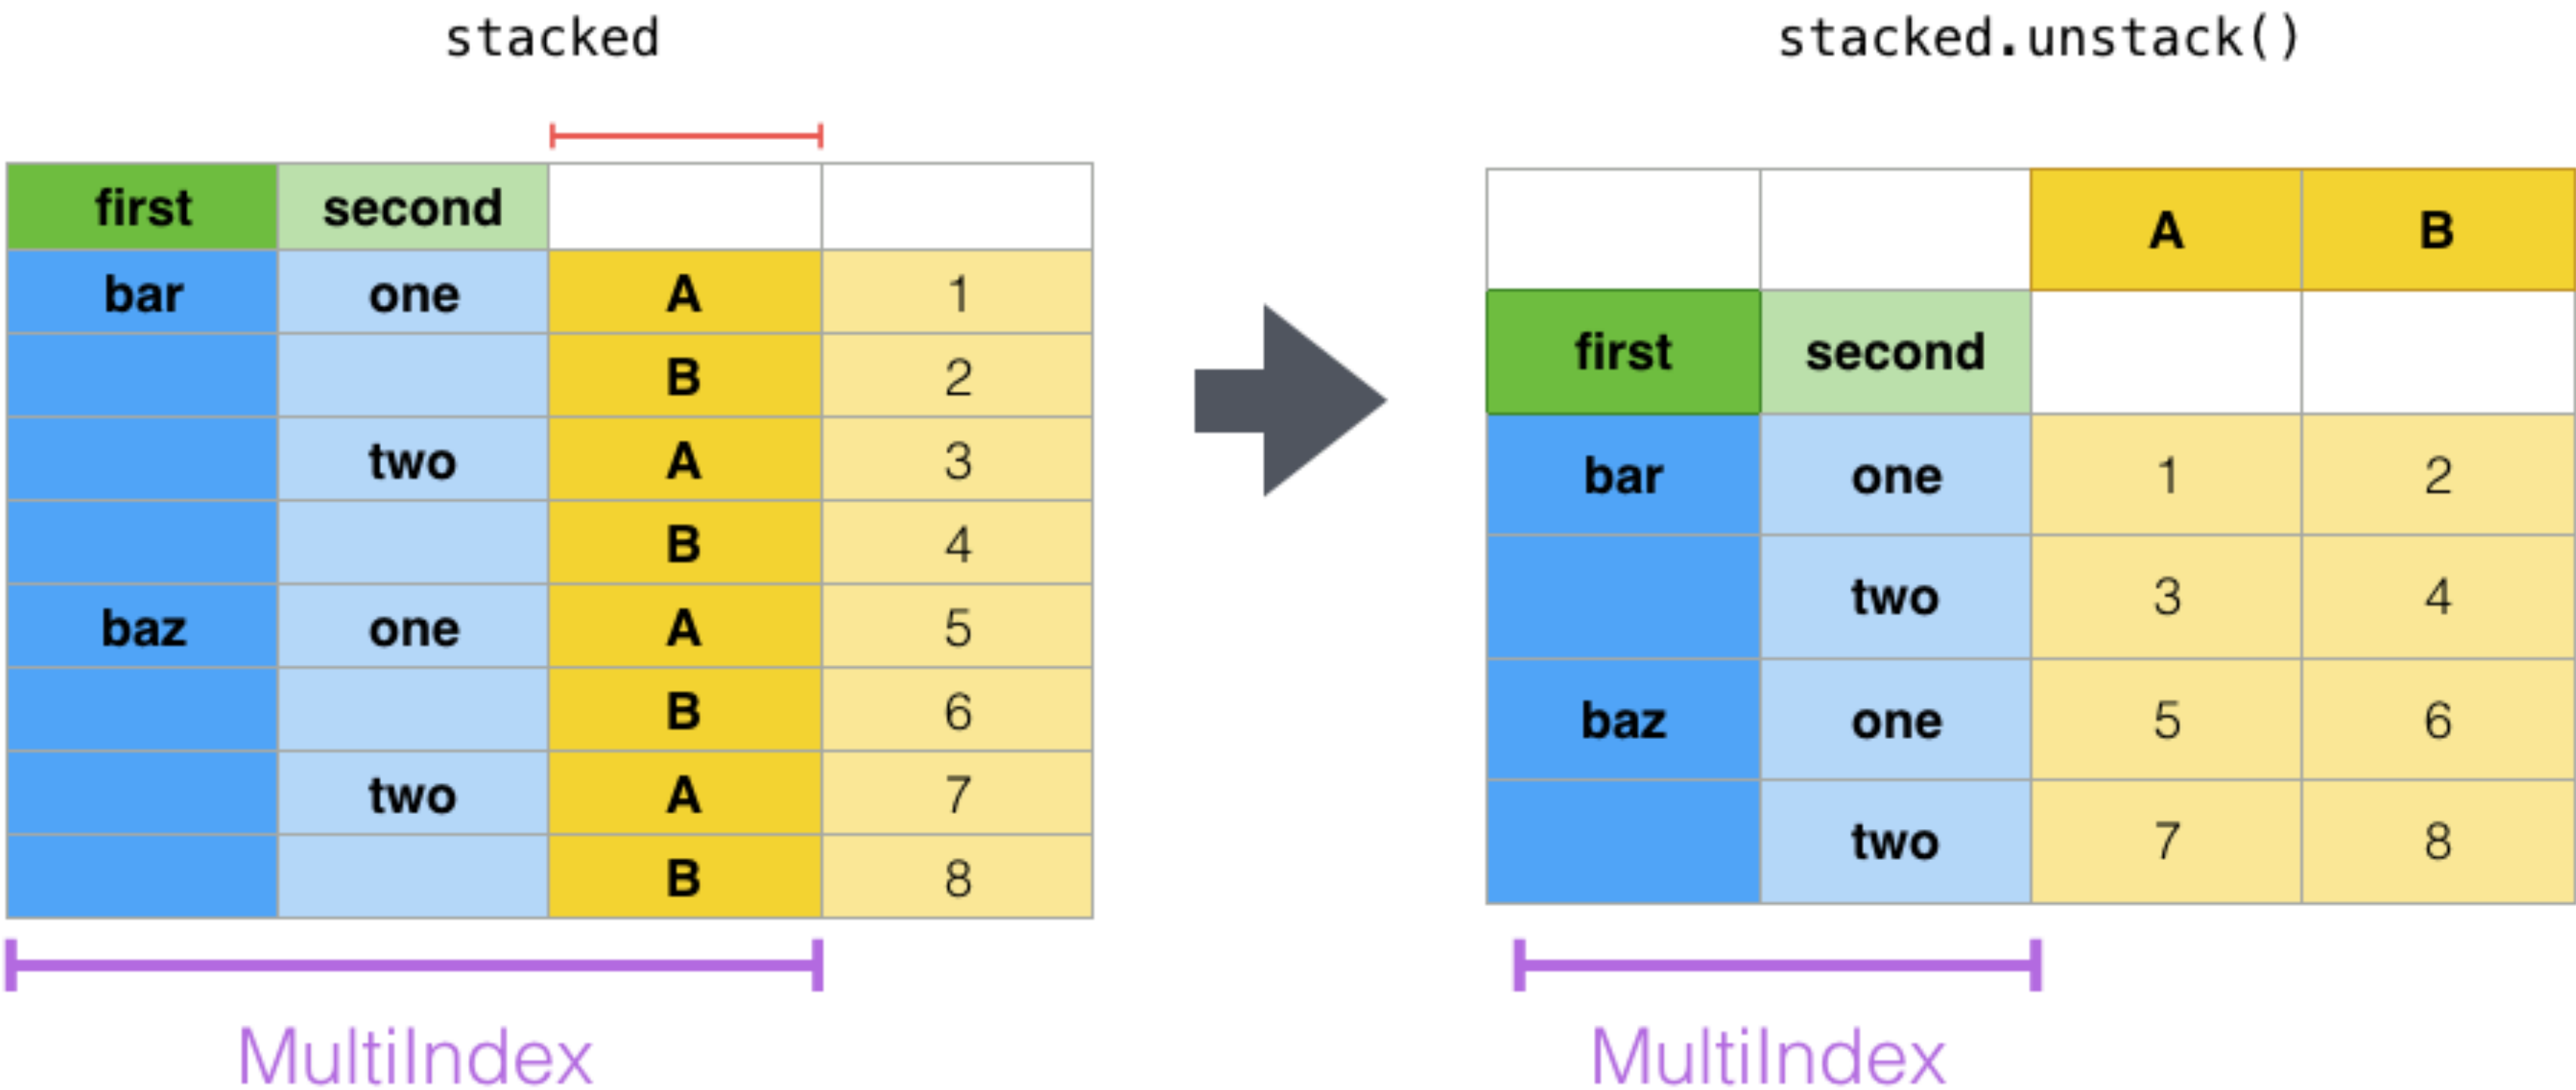 stacked
first second
bar one A 1
B 2
two A 3
B 4
baz one A 5
B 6
two A 7
B 8
MultiIndex
stacked.unstack()
A B
first second
bar one 1 2
two 3 4
baz one 5 6
two 7 8
MultiIndex